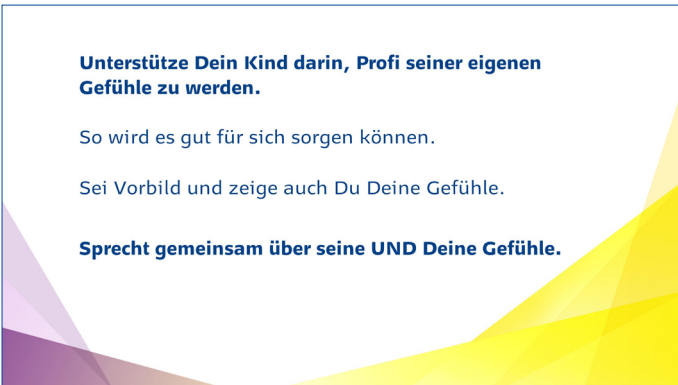 Unterstütze Dein Kind darin, Profi seiner eigenen
Gefühle zu werden.
So wird es gut für sich sorgen können.
Sei Vorbild und zeige auch Du Deine Gefühle.
Sprecht gemeinsam über seine UND Deine Gefühle.